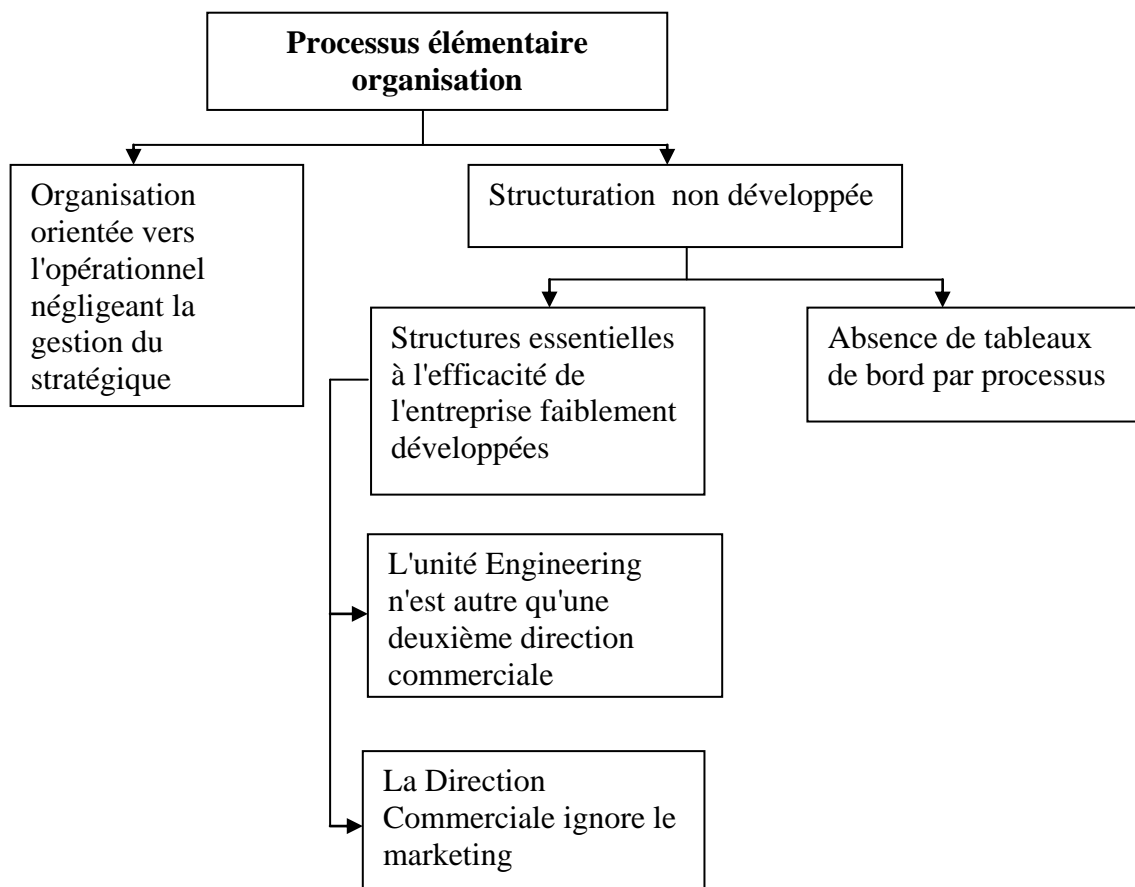 Processus élémentaire
organisation
Organisation
orientée vers
l'opérationnel
négligeant la
gestion du
stratégique
Structuration non développée
Structures essentielles
à l'efficacité de
l'entreprise faiblement
développées
Absence de tableaux
de bord par processus
L'unité Engineering
n'est autre qu'une
deuxième direction
commerciale
La Direction
Commerciale ignore le
marketing